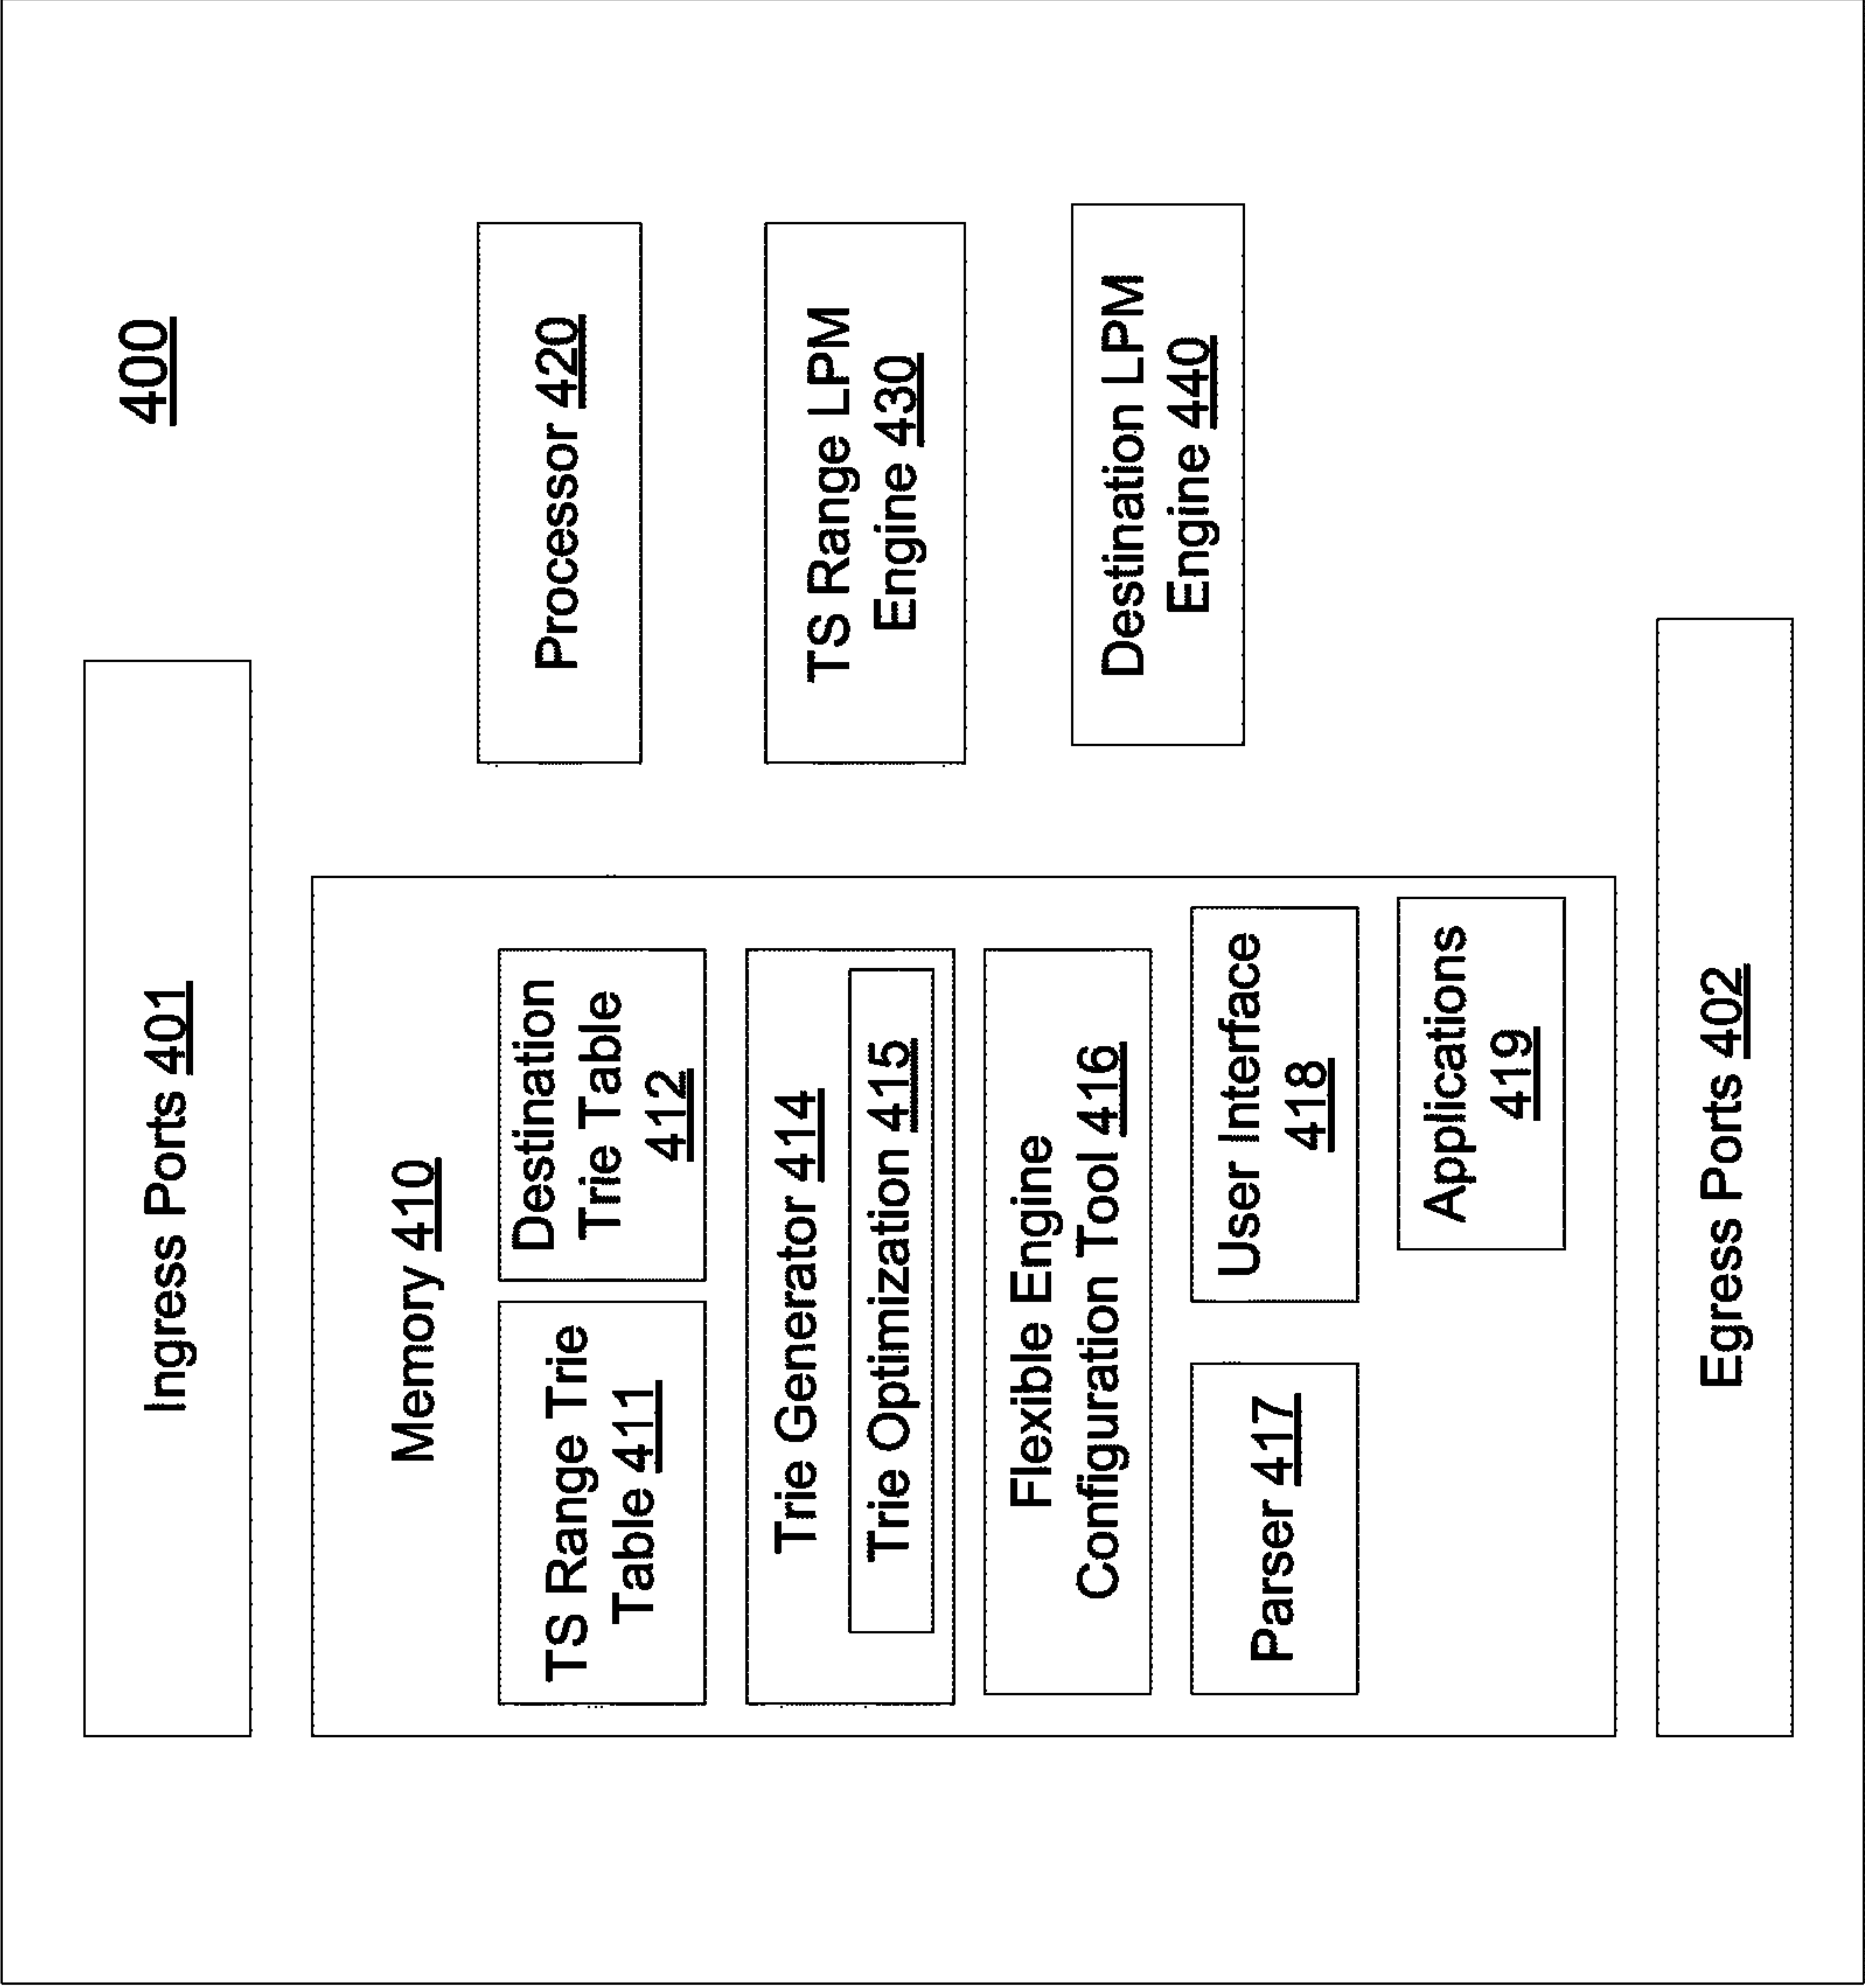 400
Ingress Ports 401
Memory 410
TS Range Trie
Table 411
Destination
Trie Table
412
Trie Generator 414
Trie Optimization 415
Flexible Engine
Configuration Tool 416
Parser 417
User Interface
418
Applications
419
Processor 420
TS Range LPM
Engine 430
Destination LPM
Engine 440
Egress Ports 402